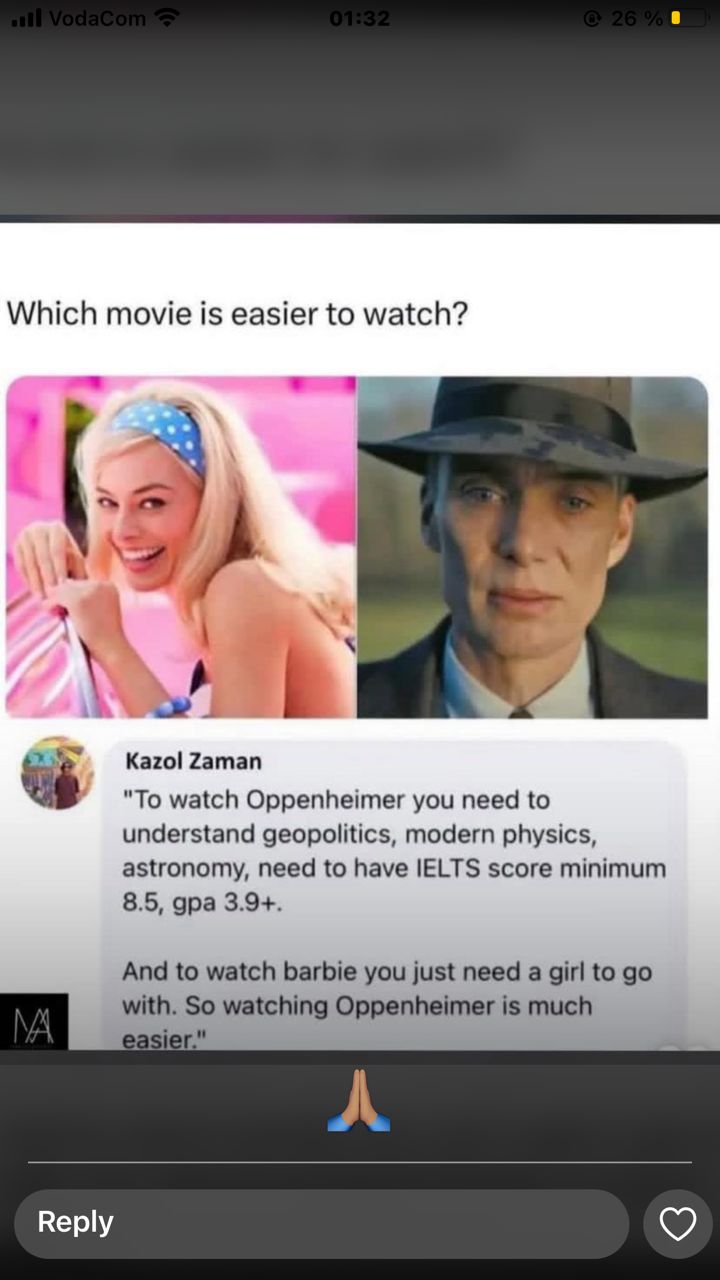 VodaCom 01:32 26 %
Which movie is easier to watch?
Kazol Zaman
"To watch Oppenheimer you need to
understand geopolitics, modern physics,
astronomy, need to have IELTS score minimum
8.5, gpa 3.9+.
And to watch barbie you just need a girl to go
with. So watching Oppenheimer is much
easier."
MA
🙏🏽
Reply